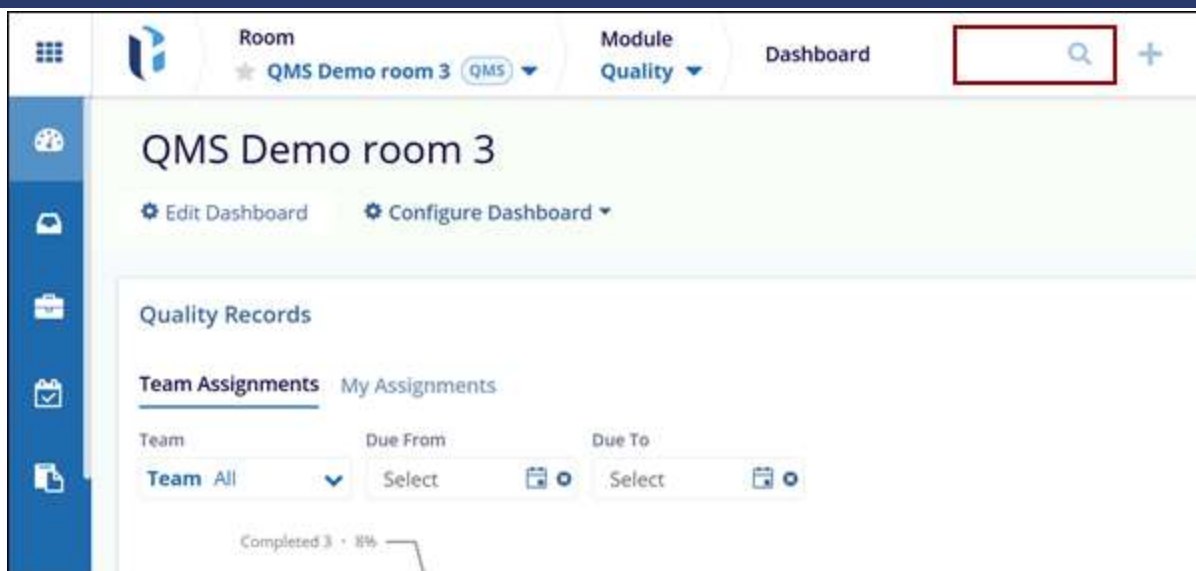 Room
QMS Demo room 3 QMS
Module
Quality
Dashboard
QMS Demo room 3
Edit Dashboard
Configure Dashboard
Quality Records
Team Assignments
My Assignments
Team
Due From
Due To
Team All
Select
Select
Completed 3 · 8%